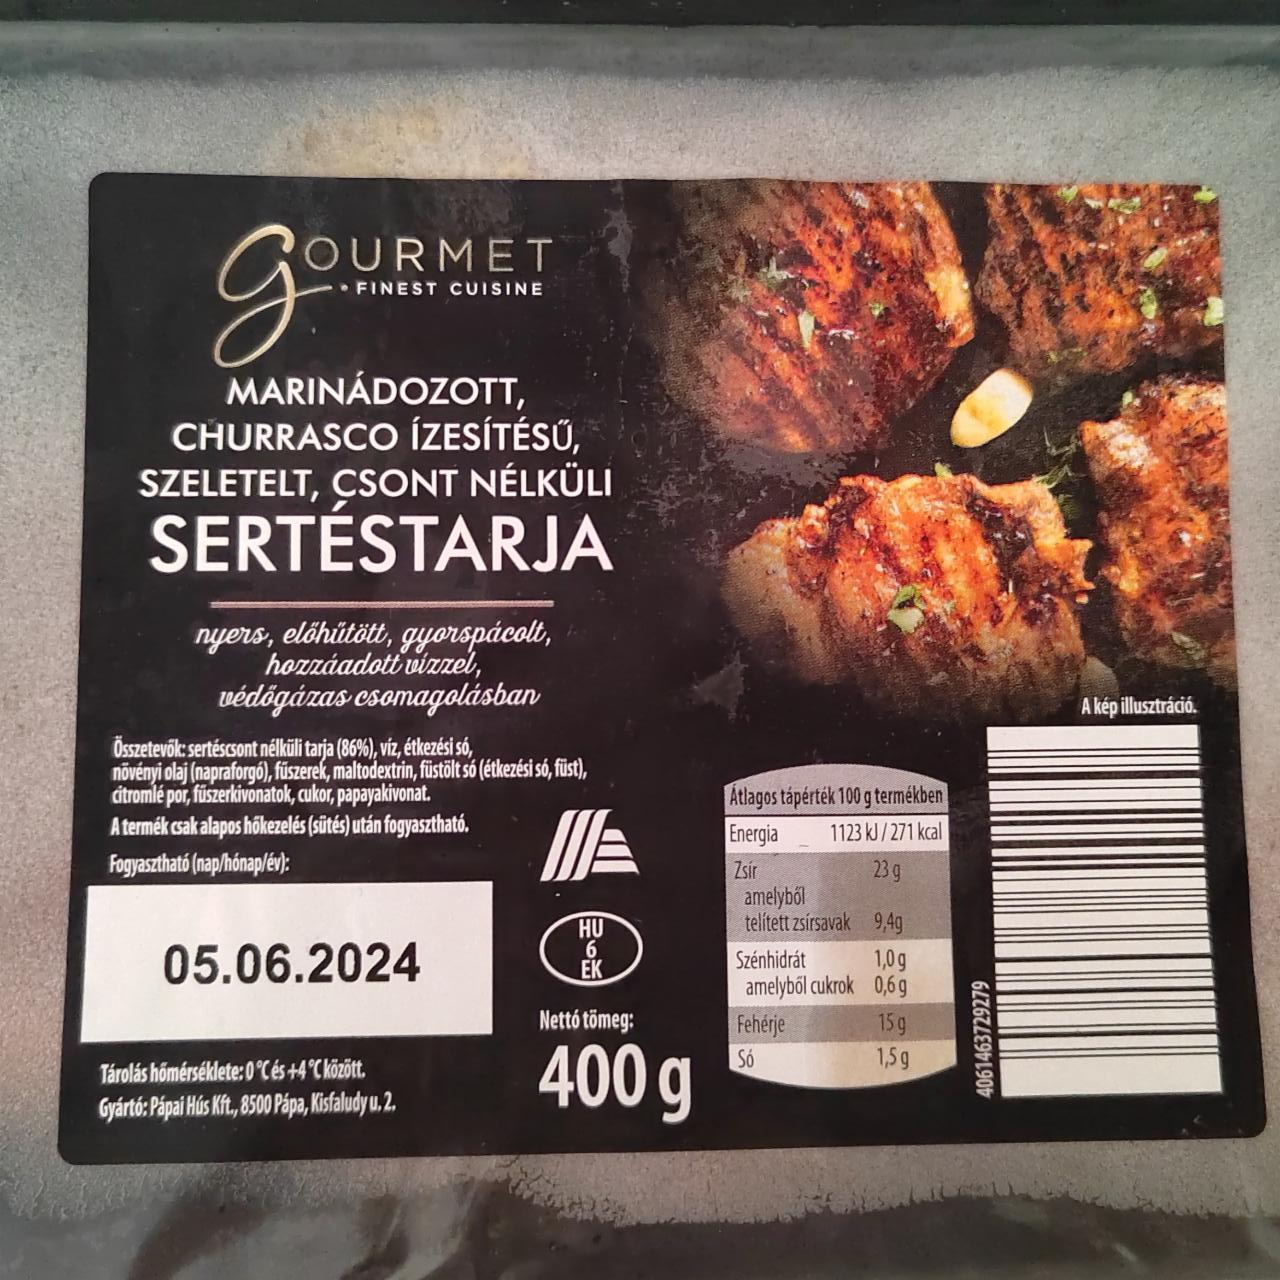 GOURMET
FINEST CUISINE
MARINÁDOZOTT,
CHURRASCO ÍZESÍTÉSŰ,
SZELETELT, CSONT NÉLKÜLI
SERTÉSTARJA
nyers, előhűtött, gyorspácolt,
hozzáadott vízzel,
védőgázas csomagolásban
Összetevők: sertéscsont nélküli tarja (86%), víz, étkezési só,
növényi olaj (napraforgó), fűszerek, maltodextrin, füstölt só (étkezési só, füst),
citromlé por, fűszerkivonatok, cukor, papayakivonat.
A termék csak alapos hőkezelés (sütés) után fogyasztható.
Fogyasztható (nap/hónap/év):
05.06.2024
Tárolás hőmérséklete: 0 °C és +4 °C között.
Gyártó: Pápai Hús Kft., 8500 Pápa, Kisfaludy u. 2.
HU
6
EK
Nettó tömeg:
400 g
A kép illusztráció.
Átlagos tápérték 100 g termékben
Energia 1123 kJ / 271 kcal
Zsír 23 g
amelyből
telített zsírsavak 9,4g
Szénhidrát 1,0 g
amelyből cukrok 0,6 g
Fehérje 15 g
Só 1,5 g
4061463729279